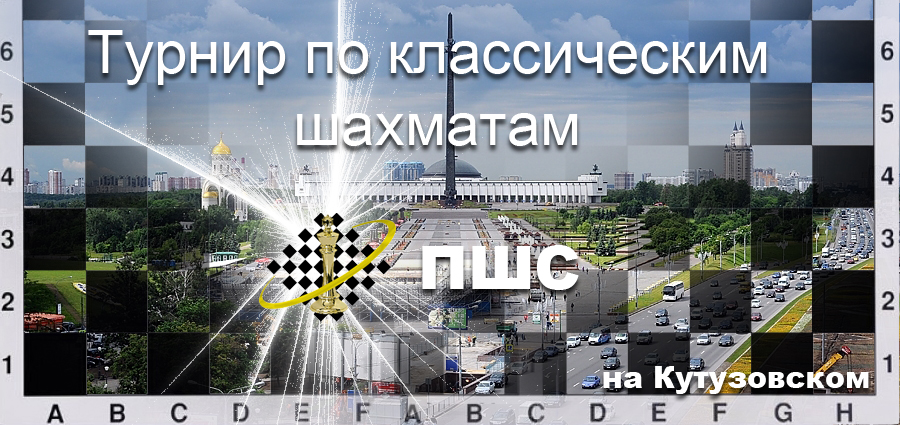 Турнир по классическим
шахматам
6 6
5 5
4 4
3 3
пшс
2 2
1 1
на Кутузовском
A B C D E F A B C D E F G H